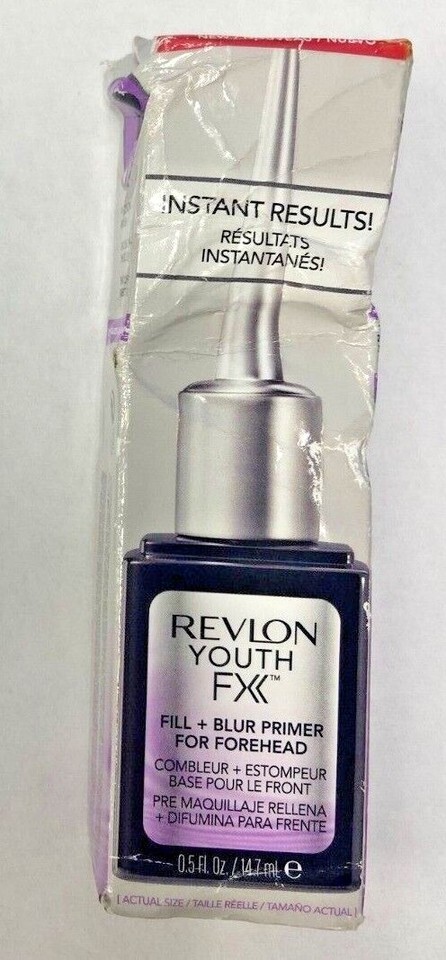 INSTANT RESULTS!
RÉSULTATS
INSTANTANÉS!
REVLON
YOUTH
FX™
FILL + BLUR PRIMER
FOR FOREHEAD
COMBLEUR + ESTOMPEUR
BASE POUR LE FRONT
PRE MAQUILLAJE RELLENA
+ DIFUMINA PARA FRENTE
0.5 Fl. Oz. / 14.7 mL e
[ ACTUAL SIZE / TAILLE RÉELLE / TAMAÑO ACTUAL ]